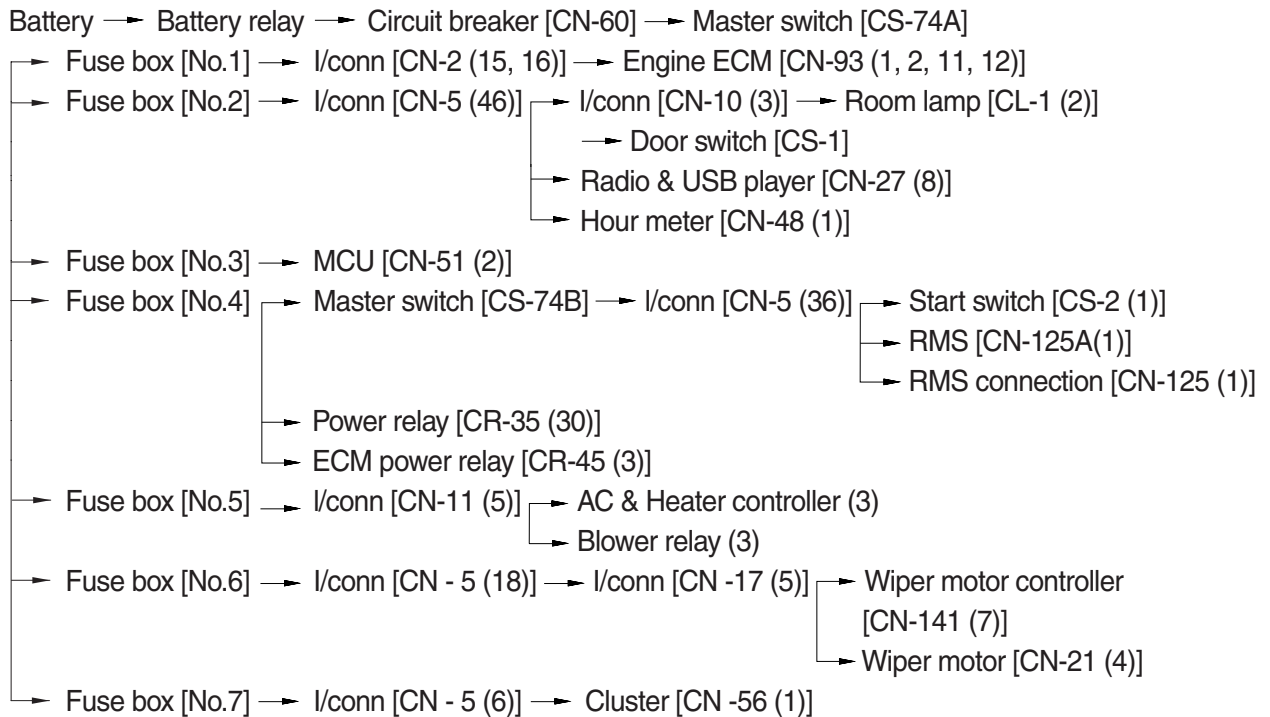 Battery → Battery relay → Circuit breaker [CN-60] → Master switch [CS-74A]
→ Fuse box [No.1] → I/conn [CN-2 (15, 16)] → Engine ECM [CN-93 (1, 2, 11, 12)]
→ Fuse box [No.2] → I/conn [CN-5 (46)] → I/conn [CN-10 (3)] → Room lamp [CL-1 (2)]
→ Door switch [CS-1]
→ Radio & USB player [CN-27 (8)]
→ Hour meter [CN-48 (1)]
→ Fuse box [No.3] → MCU [CN-51 (2)]
→ Fuse box [No.4] → Master switch [CS-74B] → I/conn [CN-5 (36)] → Start switch [CS-2 (1)]
→ RMS [CN-125A(1)]
→ RMS connection [CN-125 (1)]
→ Power relay [CR-35 (30)]
→ ECM power relay [CR-45 (3)]
→ Fuse box [No.5] → I/conn [CN-11 (5)] → AC & Heater controller (3)
→ Blower relay (3)
→ Fuse box [No.6] → I/conn [CN - 5 (18)] → I/conn [CN -17 (5)] → Wiper motor controller
[CN-141 (7)]
→ Wiper motor [CN-21 (4)]
→ Fuse box [No.7] → I/conn [CN - 5 (6)] → Cluster [CN -56 (1)]